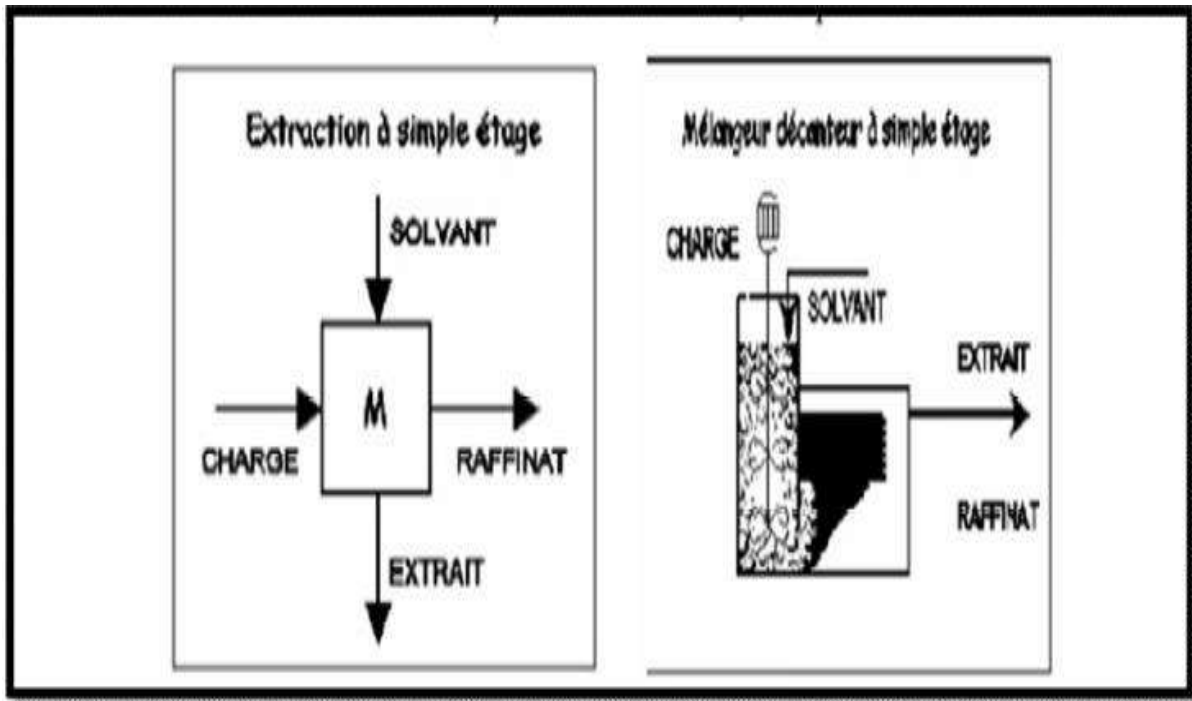 Extraction à simple étage
SOLVANT
M
CHARGE
RAFFINAT
EXTRAIT
Mélangeur décanteur à simple étage
CHARGE
SOLVANT
EXTRAIT
RAFFINAT